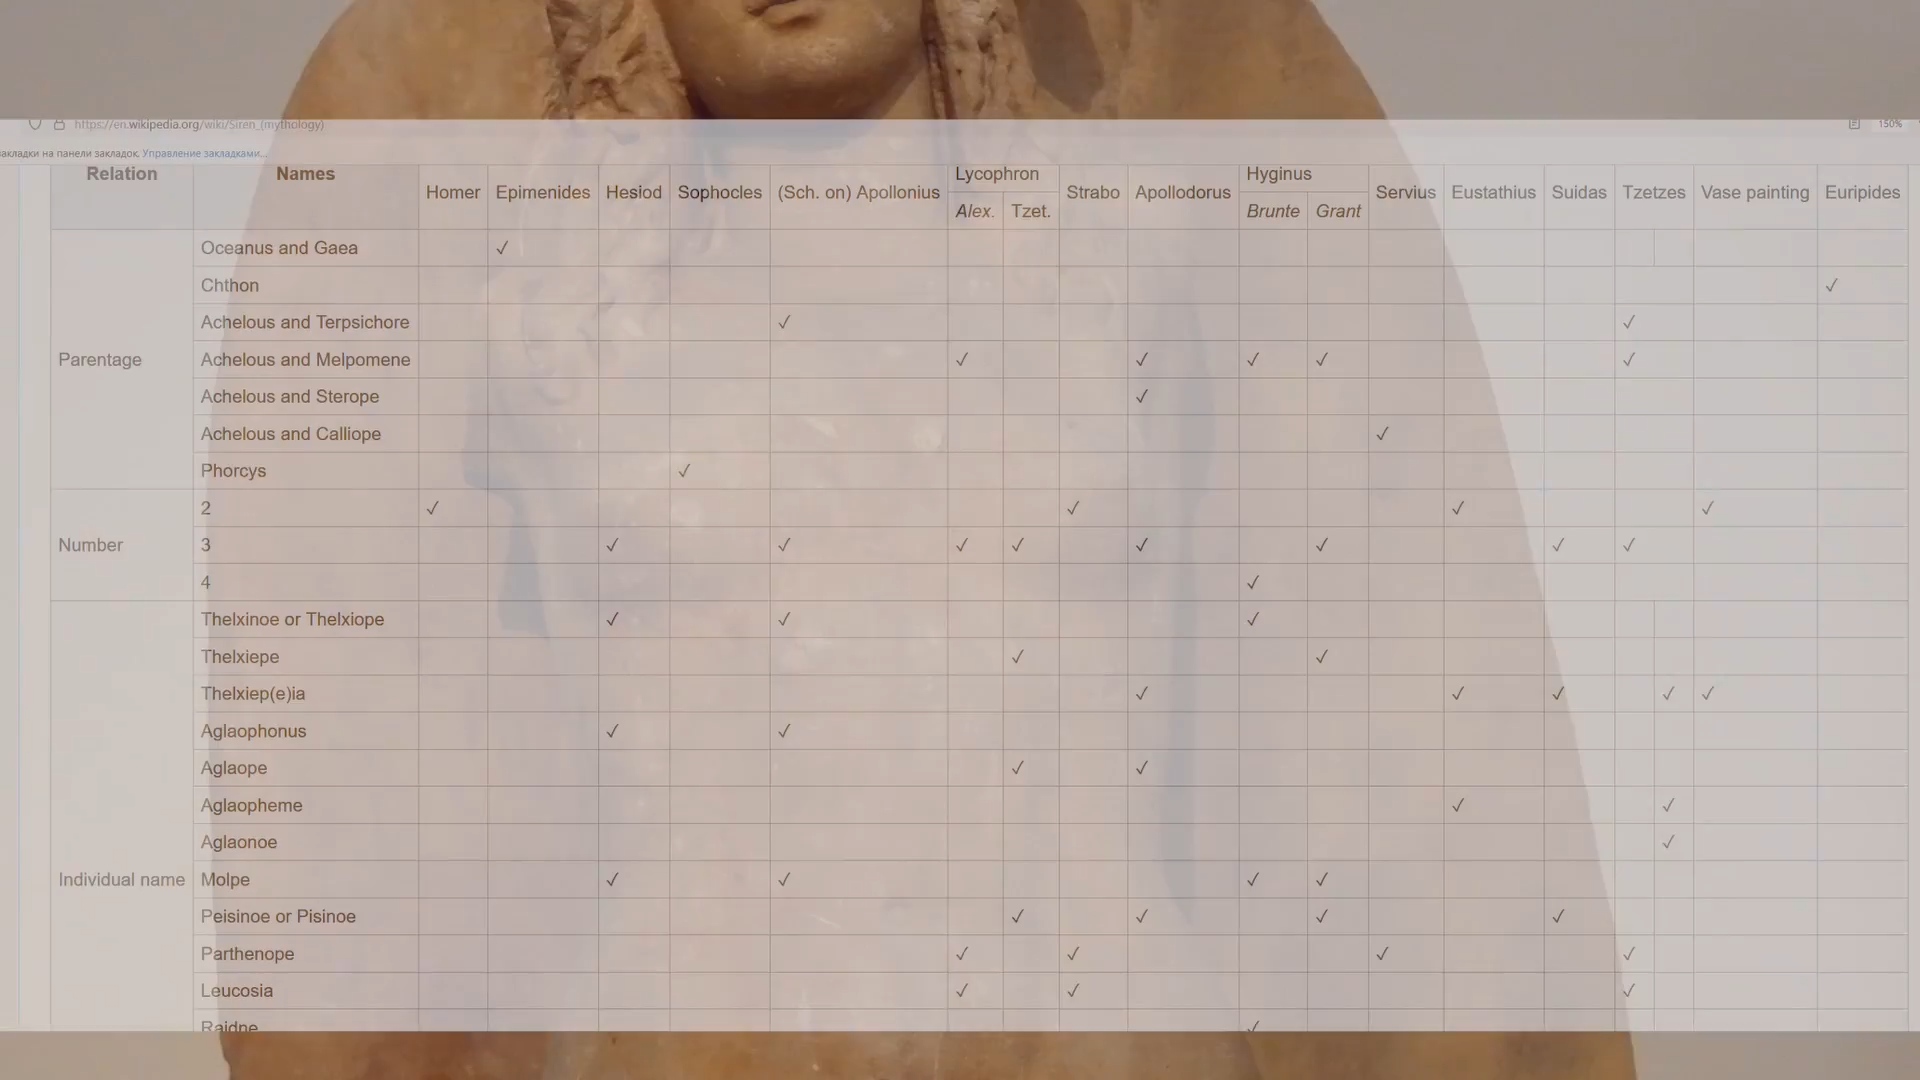 https://en.wikipedia.org/wiki/Siren_(mythology)
150%
закладки на панели закладок. Управление закладками...
Relation Names Homer Epimenides Hesiod Sophocles (Sch. on) Apollonius Lycophron Strabo Apollodorus Hyginus Servius Eustathius Suidas Tzetzes Vase painting Euripides
Alex. Tzet. Brunte Grant
Parentage
Oceanus and Gaea ✓
Chthon ✓
Achelous and Terpsichore ✓ ✓
Achelous and Melpomene ✓ ✓ ✓ ✓ ✓
Achelous and Sterope ✓
Achelous and Calliope ✓
Phorcys ✓
Number
2 ✓ ✓ ✓ ✓
3 ✓ ✓ ✓ ✓ ✓ ✓ ✓ ✓
4 ✓
Individual name
Thelxinoe or Thelxiope ✓ ✓ ✓
Thelxiepe ✓ ✓
Thelxiep(e)ia ✓ ✓ ✓ ✓ ✓
Aglaophonus ✓ ✓
Aglaope ✓ ✓
Aglaopheme ✓ ✓
Aglaonoe ✓
Molpe ✓ ✓ ✓ ✓
Peisinoe or Pisinoe ✓ ✓ ✓ ✓
Parthenope ✓ ✓ ✓ ✓
Leucosia ✓ ✓ ✓
Raidne ✓